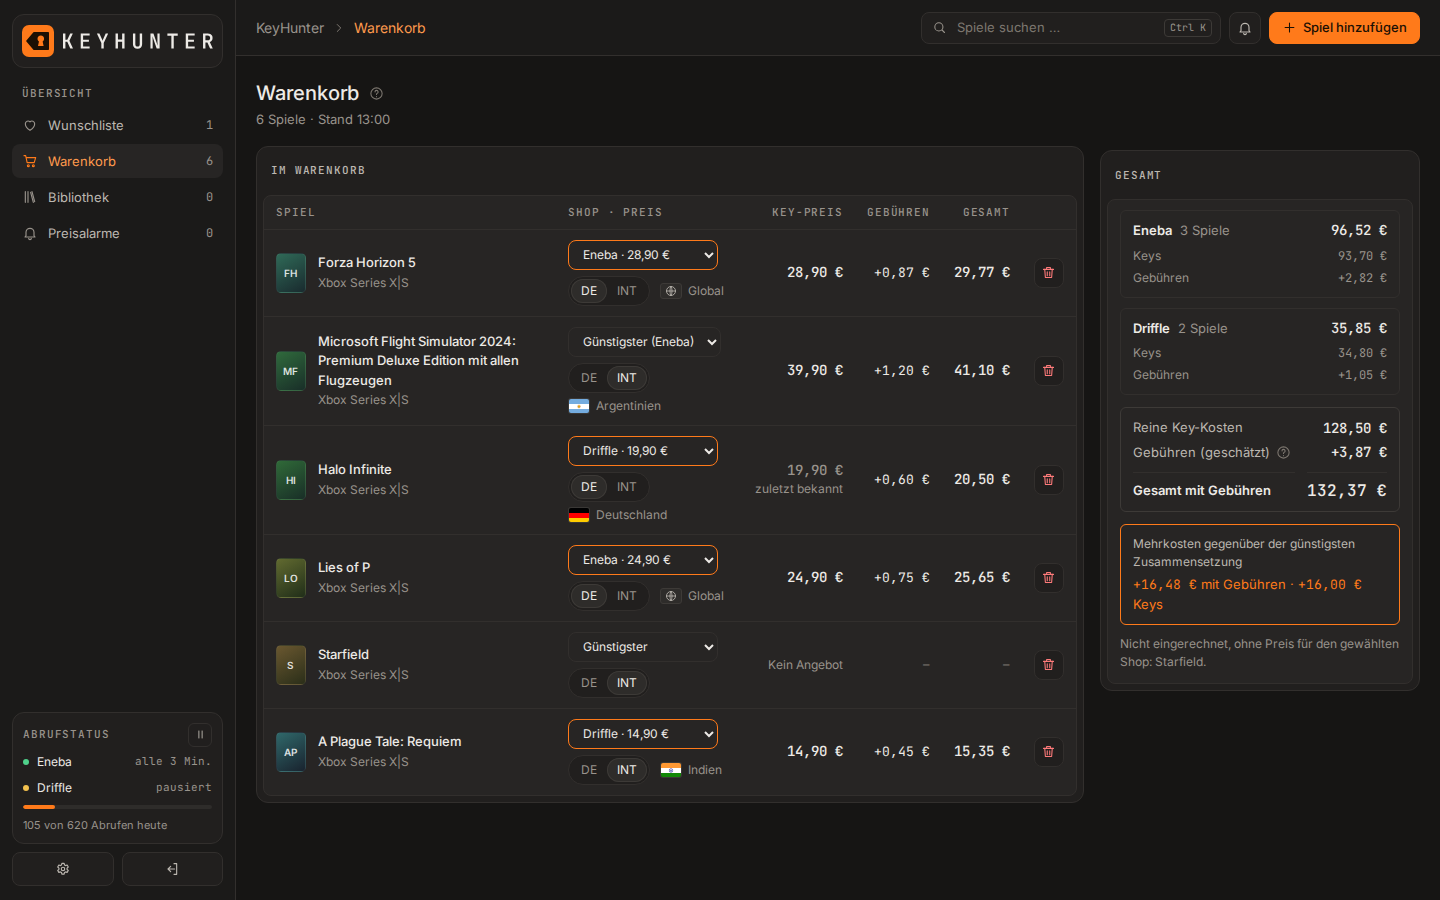 KEYHUNTER
ÜBERSICHT
Wunschliste 1
Warenkorb 6
Bibliothek 0
Preisalarme 0
ABRUFSTATUS
Eneba alle 3 Min.
Driffle pausiert
105 von 620 Abrufen heute
KeyHunter > Warenkorb
Spiele suchen ... Ctrl K
+ Spiel hinzufügen
Warenkorb
6 Spiele · Stand 13:00
IM WARENKORB
SPIEL SHOP · PREIS KEY-PREIS GEBÜHREN GESAMT
FH
Forza Horizon 5
Xbox Series X|S
Eneba · 28,90 €
DE INT Global
28,90 € +0,87 € 29,77 €
MF
Microsoft Flight Simulator 2024:
Premium Deluxe Edition mit allen
Flugzeugen
Xbox Series X|S
Günstigster (Eneba)
DE INT
Argentinien
39,90 € +1,20 € 41,10 €
HI
Halo Infinite
Xbox Series X|S
Driffle · 19,90 €
DE INT
Deutschland
19,90 €
zuletzt bekannt
+0,60 € 20,50 €
LO
Lies of P
Xbox Series X|S
Eneba · 24,90 €
DE INT Global
24,90 € +0,75 € 25,65 €
S
Starfield
Xbox Series X|S
Günstigster
DE INT
Kein Angebot – –
AP
A Plague Tale: Requiem
Xbox Series X|S
Driffle · 14,90 €
DE INT Indien
14,90 € +0,45 € 15,35 €
GESAMT
Eneba 3 Spiele 96,52 €
Keys 93,70 €
Gebühren +2,82 €
Driffle 2 Spiele 35,85 €
Keys 34,80 €
Gebühren +1,05 €
Reine Key-Kosten 128,50 €
Gebühren (geschätzt) +3,87 €
Gesamt mit Gebühren 132,37 €
Mehrkosten gegenüber der günstigsten
Zusammensetzung
+16,48 € mit Gebühren · +16,00 €
Keys
Nicht eingerechnet, ohne Preis für den gewählten
Shop: Starfield.